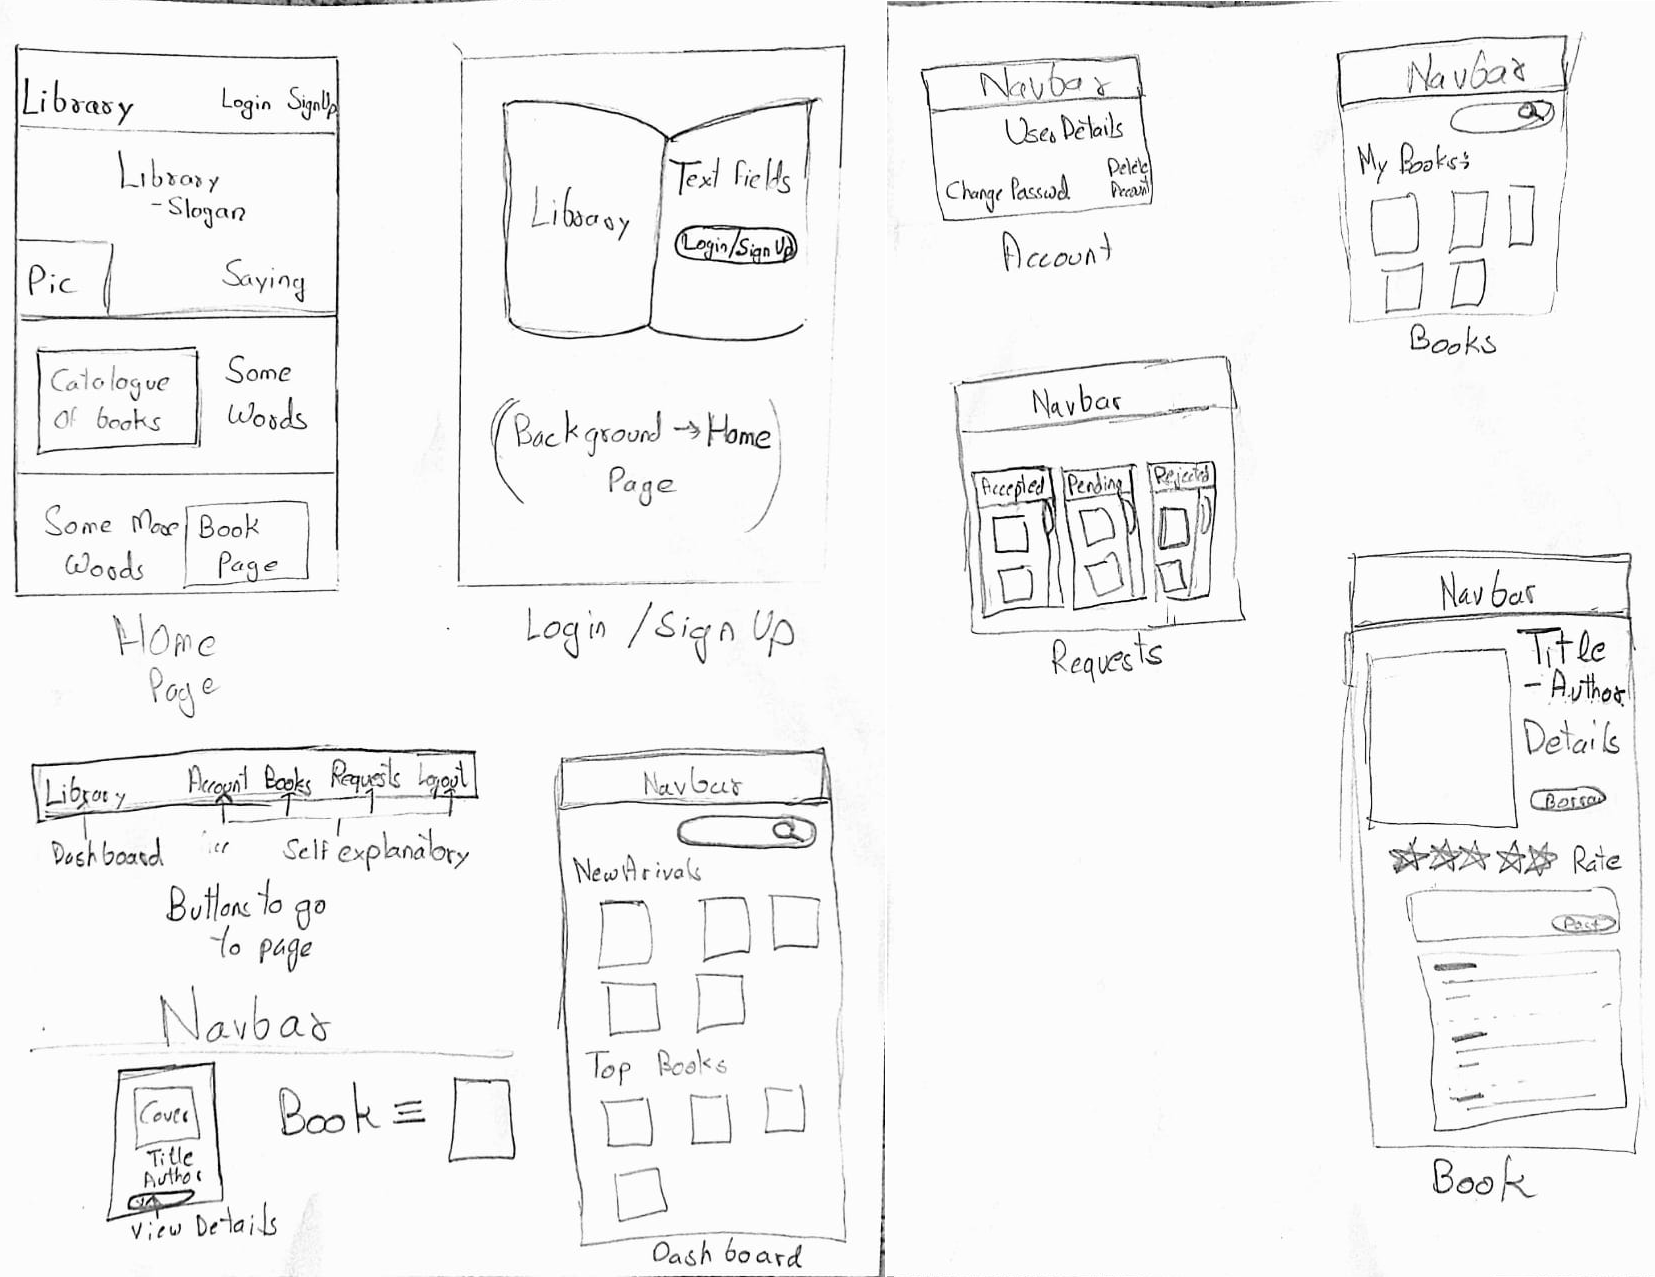 Library Login SignUp
Library
-Slogan
Pic Saying
Catalogue Some
Of books Words
Some More Book
Words Page
Home
Page
Library
Text fields
Login/Sign Up
(Background → Home
Page)
Login / Sign Up
Library Account Books Requests Logout
Dashboard Self explanatory
Buttons to go
to page
Navbar
Cover
Title
Author
View Details
Book ≡
Navbar
New Arrivals
Top Books
Dashboard
Navbar
User Details
Change Passwd Delete
Account
Account
Navbar
My Books:
Books
Navbar
Accepted Pending Rejected
Requests
Navbar
Title
- Author
Details
Rate
Post
Book